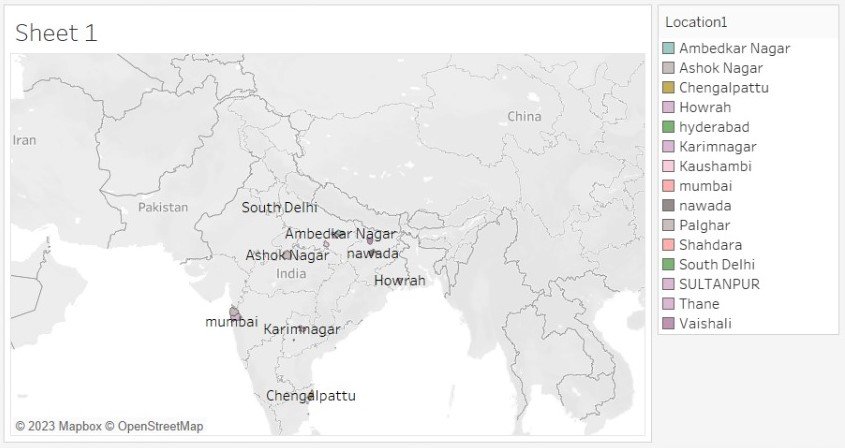 Sheet 1
Iran
China
Pakistan
South Delhi
Ambedkar Nagar
Ashok Nagar
nawada
India
Howrah
mumbai
Karimnagar
Chengalpattu
© 2023 Mapbox © OpenStreetMap
Location1
Ambedkar Nagar
Ashok Nagar
Chengalpattu
Howrah
hyderabad
Karimnagar
Kaushambi
mumbai
nawada
Palghar
Shahdara
South Delhi
SULTANPUR
Thane
Vaishali